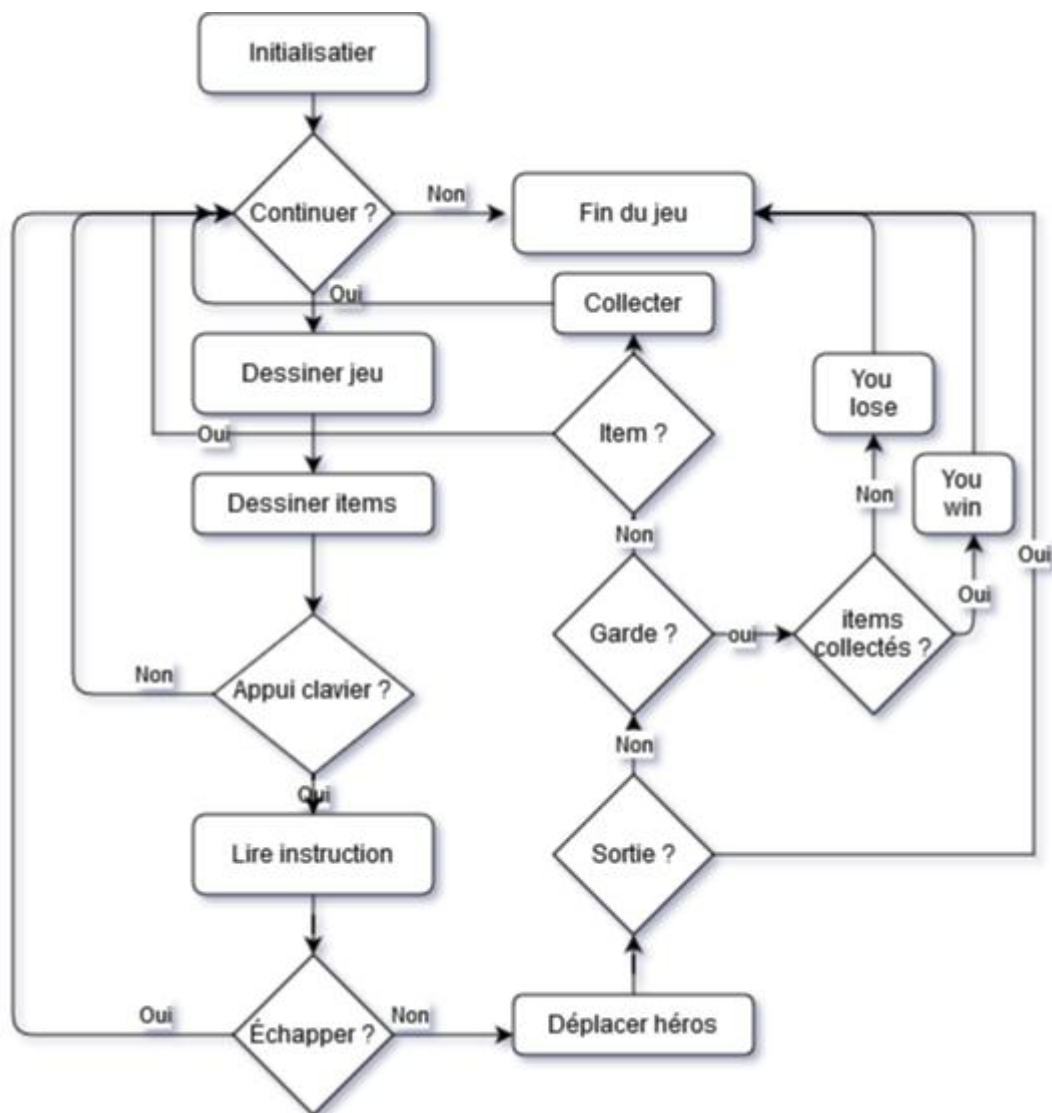 Initialisatier
Continuer ?
Non
Fin du jeu
Oui
Collecter
Dessiner jeu
You
lose
Oui
Item ?
Dessiner items
Non
You
win
Non
Oui
Garde ?
oui
items
collectés ?
Oui
Non
Appui clavier ?
Non
Oui
Lire instruction
Sortie ?
Oui
Échapper ?
Non
Déplacer héros